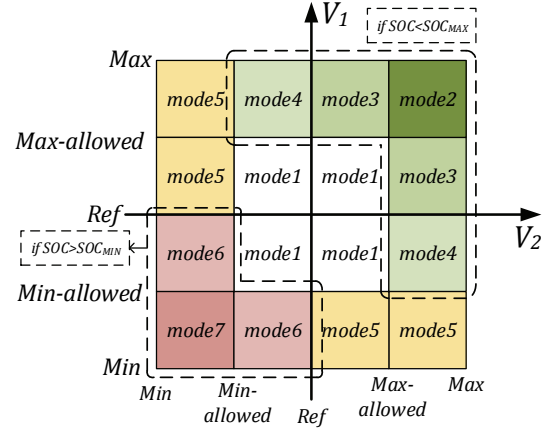 V1
if SOC<SOCMAX
Max
mode5 mode4 mode3 mode2
Max-allowed
mode5 mode1 mode1 mode3
Ref
V2
if SOC>SOCMIN
mode6 mode1 mode1 mode4
Min-allowed
mode7 mode6 mode5 mode5
Min
Min Min- Ref Max- Max
allowed allowed